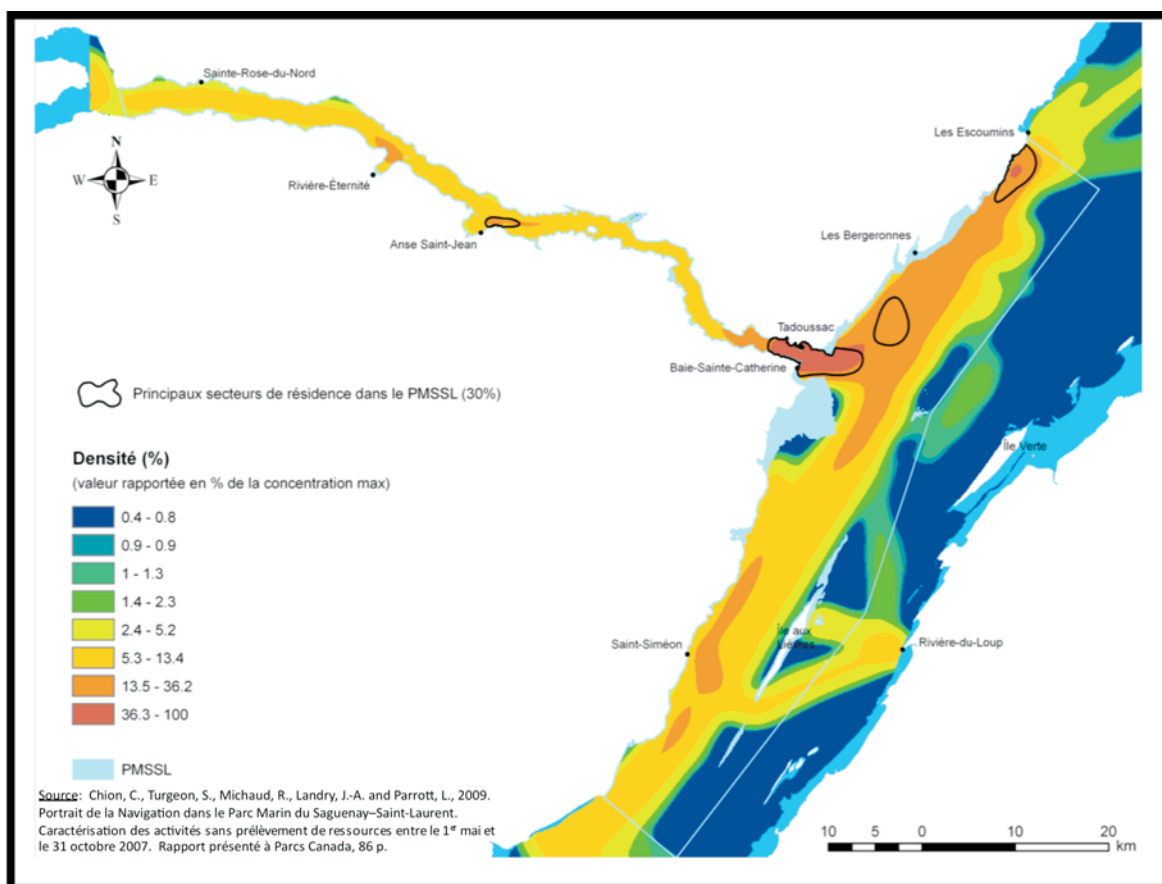 Sainte-Rose-du-Nord
Les Escoumins
N
W E
S
Rivière-Éternité
Anse Saint-Jean
Les Bergeronnes
Tadoussac
Baie-Sainte-Catherine
Principaux secteurs de résidence dans le PMSSL (30%)
Île Verte
Densité (%)
(valeur rapportée en % de la concentration max)
0.4 - 0.8
0.9 - 0.9
1 - 1.3
1.4 - 2.3
2.4 - 5.2
5.3 - 13.4
13.5 - 36.2
36.3 - 100
PMSSL
Saint-Siméon
Île aux
Lièvres
Rivière-du-Loup
Source: Chion, C., Turgeon, S., Michaud, R., Landry, J.-A. and Parrott, L., 2009.
Portrait de la Navigation dans le Parc Marin du Saguenay–Saint-Laurent.
Caractérisation des activités sans prélèvement de ressources entre le 1er mai et
le 31 octobre 2007. Rapport présenté à Parcs Canada, 86 p.
10 5 0 10 20
km